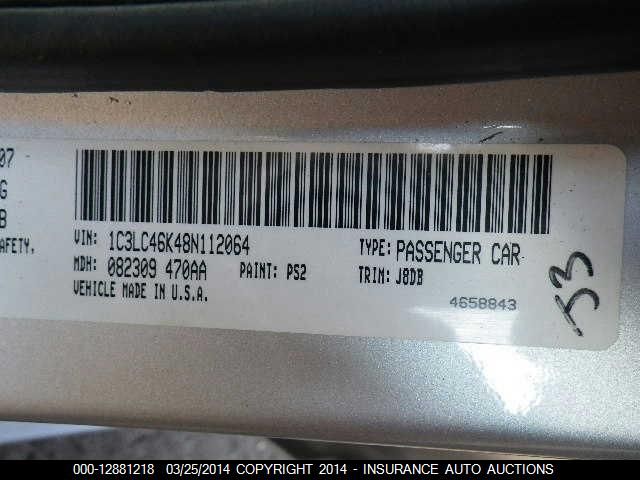 07
G
B
AFETY,
VIN: 1C3LC46K48N112064 TYPE: PASSENGER CAR
MDH: 082309 470AA PAINT: PS2 TRIM: J8DB
VEHICLE MADE IN U.S.A.
4658843
53
000-12881218 03/25/2014 COPYRIGHT 2014 - INSURANCE AUTO AUCTIONS